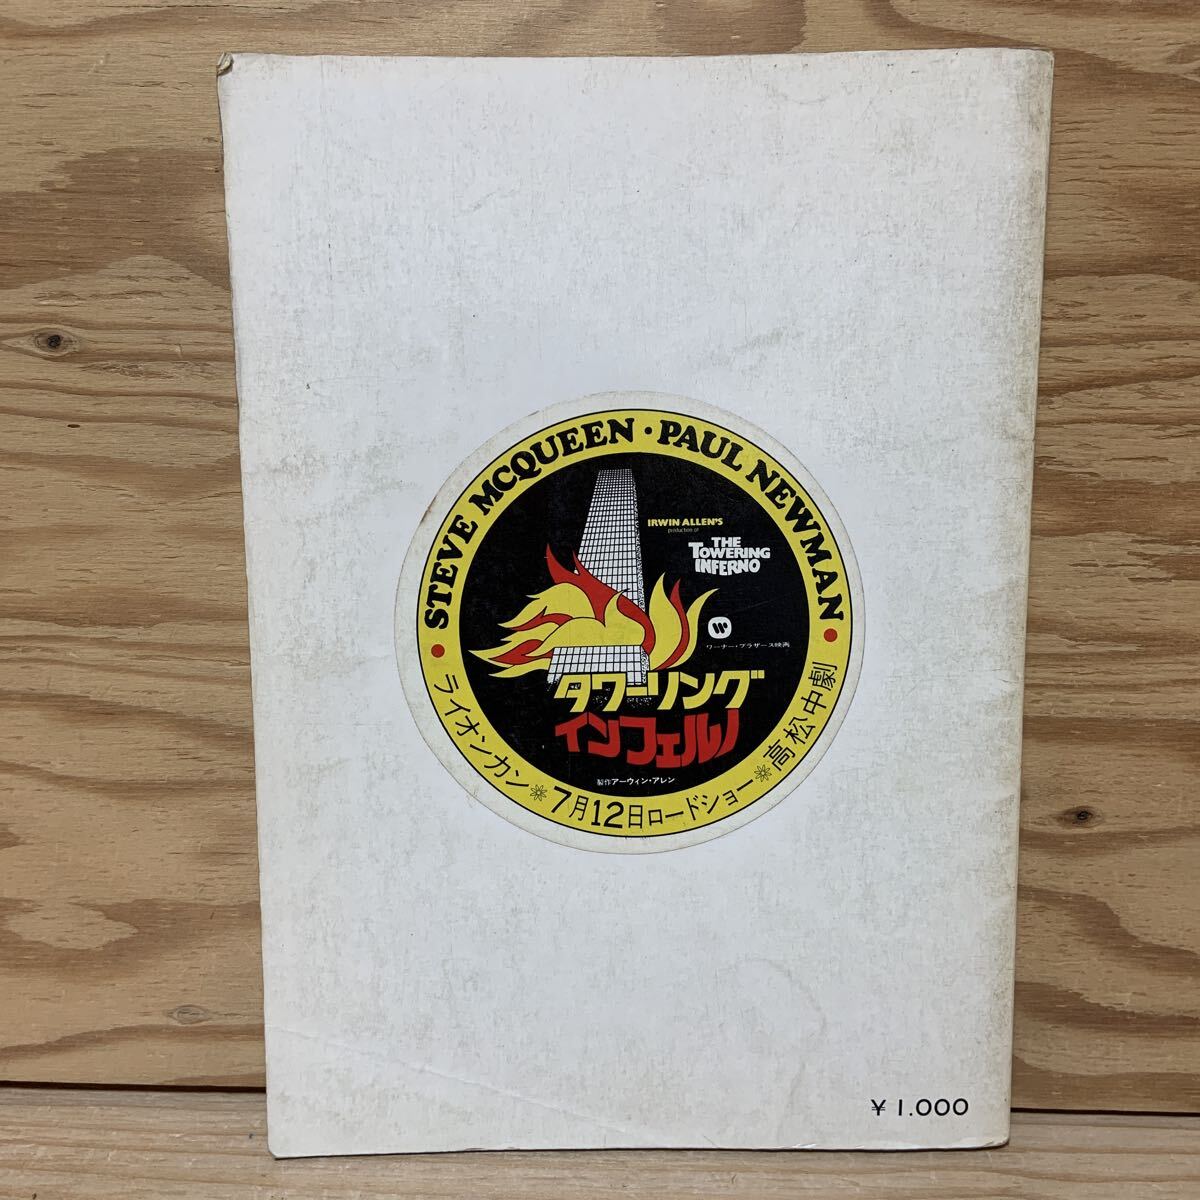 STEVE MCQUEEN・PAUL NEWMAN
IRWIN ALLEN'S
production of
THE
TOWERING
INFERNO
ワーナー・ブラザース映画
タワーリング
インフェルノ
製作アーウィン・アレン
ライオンカン❋7月12日ロードショー❋高松中劇
￥1.000